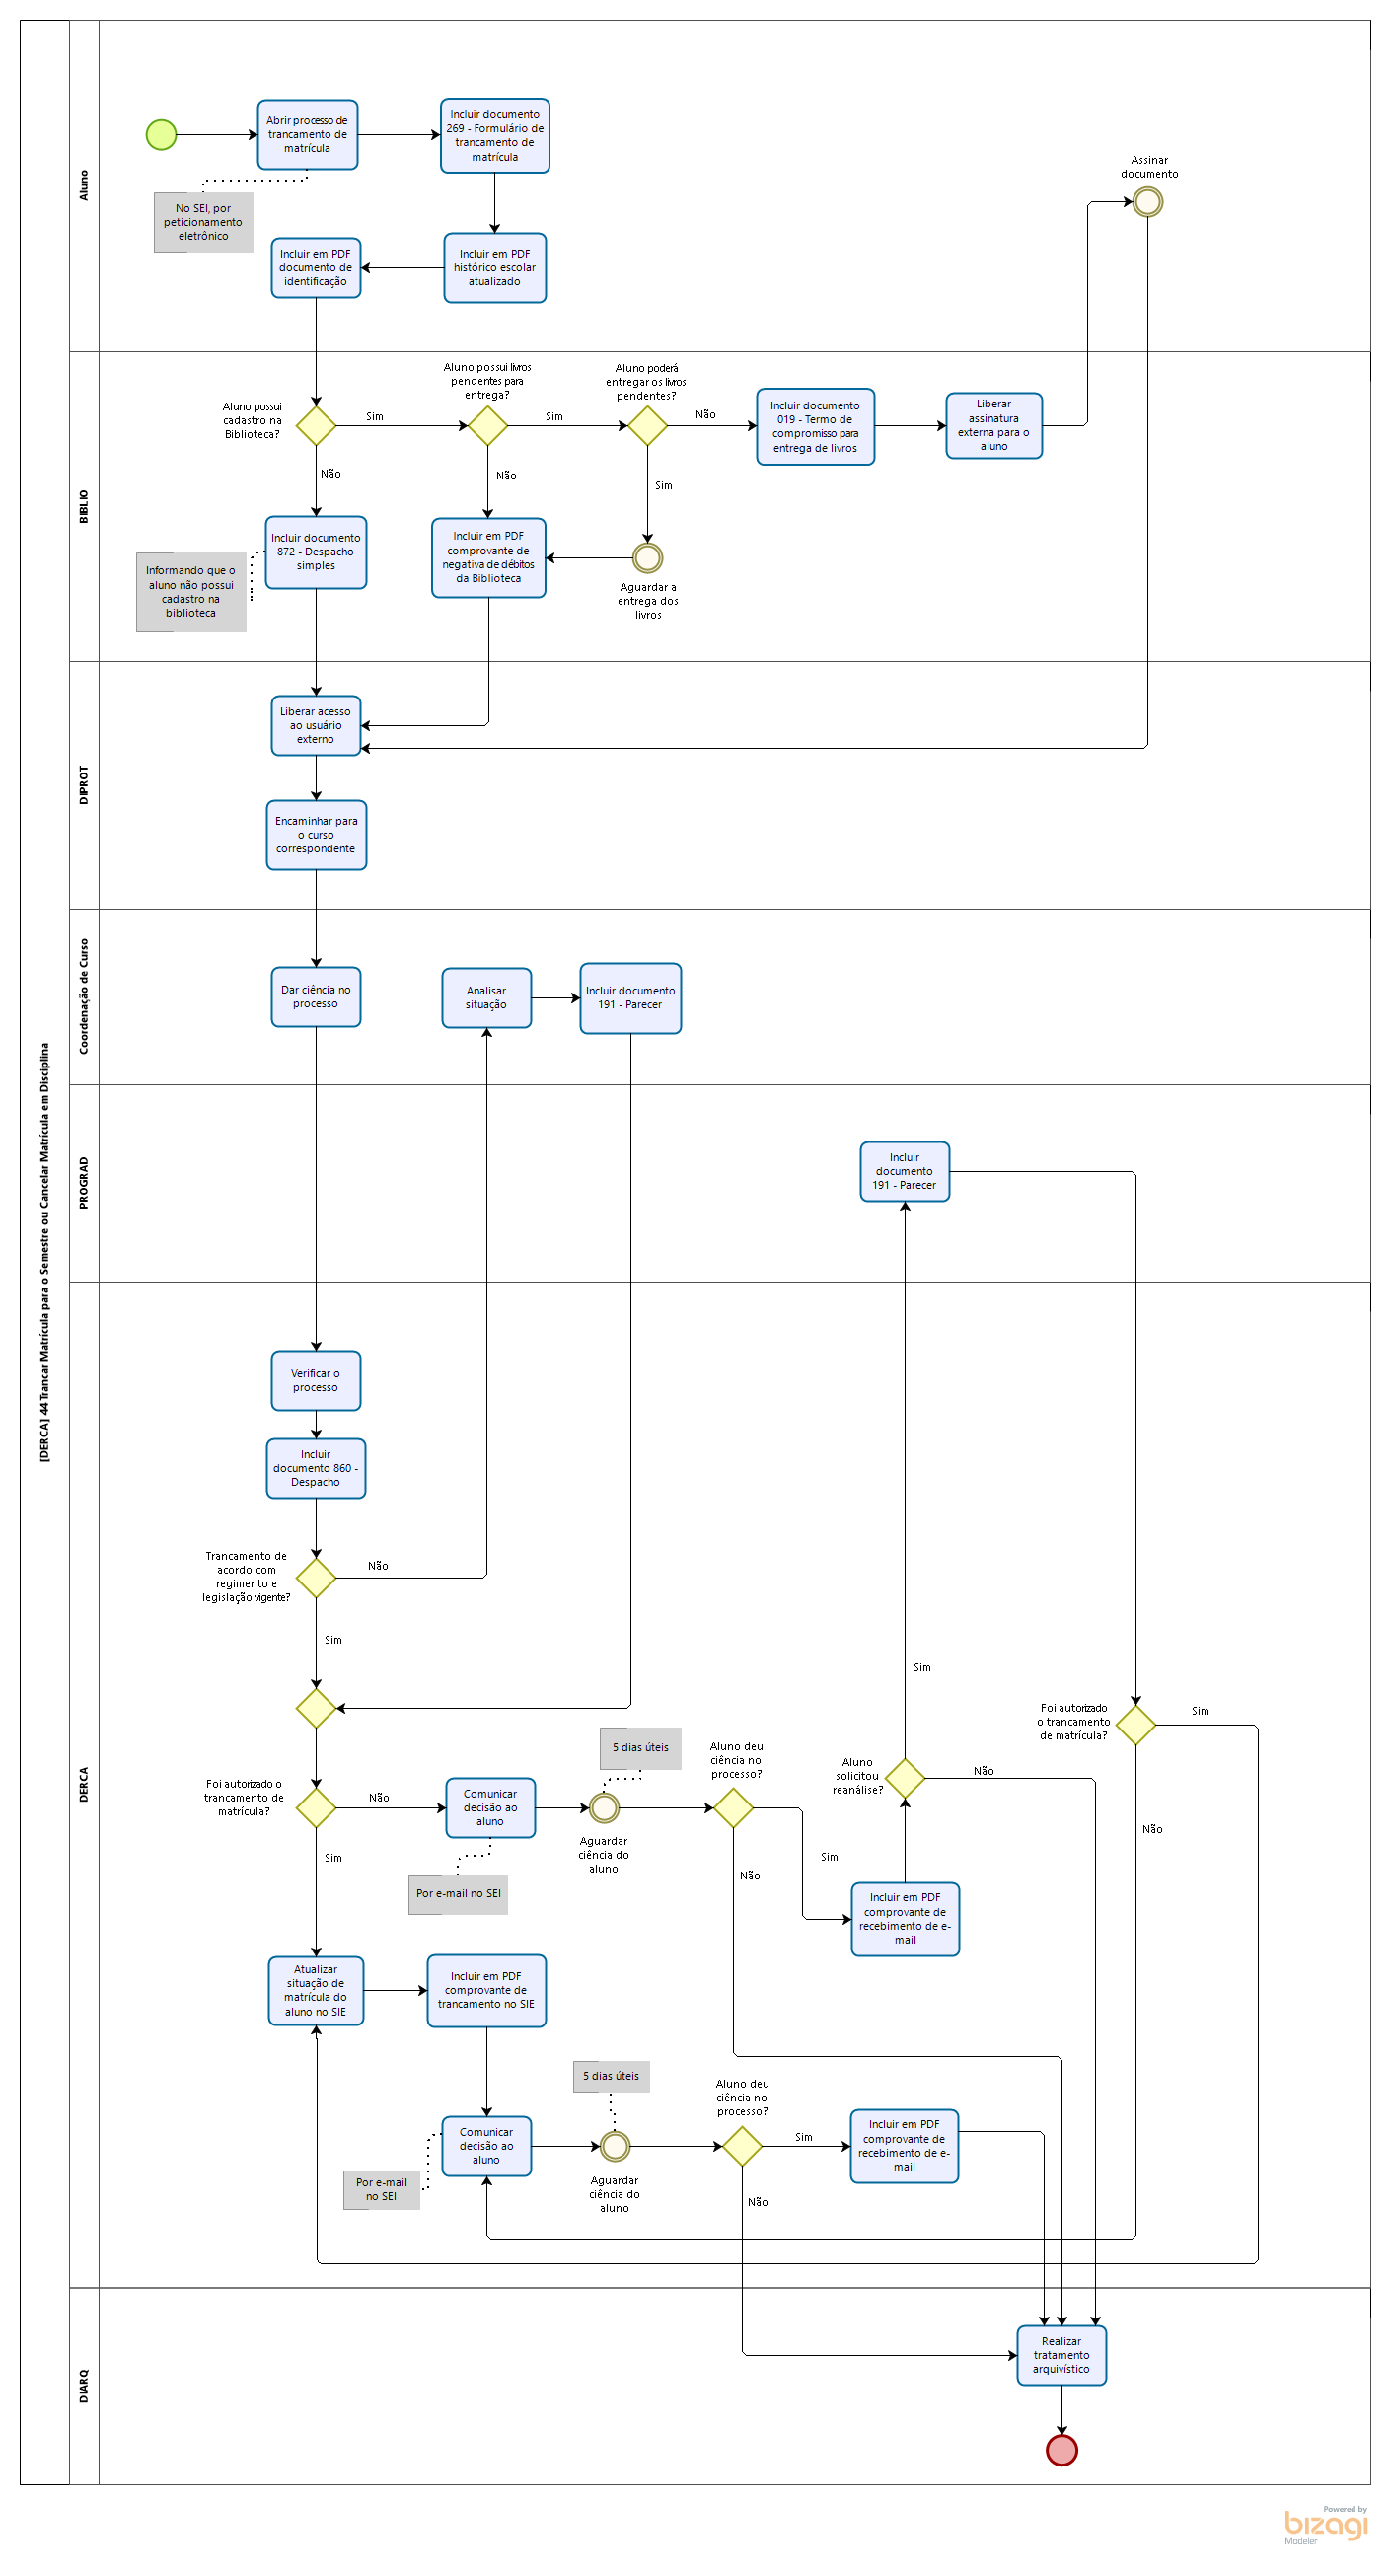 [DERCA] 44 Trancar Matrícula para o Semestre ou Cancelar Matrícula em Disciplina
Aluno
Abrir processo de
trancamento de
matrícula
Incluir documento
269 - Formulário de
trancamento de
matrícula
No SEI, por
peticionamento
eletrônico
Incluir em PDF
documento de
identificação
Incluir em PDF
histórico escolar
atualizado
Assinar
documento
BIBLIO
Aluno possui
cadastro na
Biblioteca?
Sim
Não
Aluno possui livros
pendentes para
entrega?
Sim
Não
Aluno poderá
entregar os livros
pendentes?
Não
Sim
Incluir documento
019 - Termo de
compromisso para
entrega de livros
Liberar
assinatura
externa para o
aluno
Incluir documento
872 - Despacho
simples
Informando que o
aluno não possui
cadastro na
biblioteca
Incluir em PDF
comprovante de
negativa de débitos
da Biblioteca
Aguardar a
entrega dos
livros
DIPROT
Liberar acesso
ao usuário
externo
Encaminhar para
o curso
correspondente
Coordenação de Curso
Dar ciência no
processo
Analisar
situação
Incluir documento
191 - Parecer
PROGRAD
Incluir
documento
191 - Parecer
DERCA
Verificar o
processo
Incluir
documento 860 -
Despacho
Trancamento de
acordo com
regimento e
legislação vigente?
Não
Sim
Foi autorizado o
trancamento de
matrícula?
Não
Sim
Comunicar
decisão ao
aluno
Por e-mail no SEI
5 dias úteis
Aguardar
ciência do
aluno
Aluno deu
ciência no
processo?
Sim
Não
Incluir em PDF
comprovante de
recebimento de e-
mail
Aluno
solicitou
reanálise?
Sim
Não
Foi autorizado
o trancamento
de matrícula?
Sim
Não
Atualizar
situação de
matrícula do
aluno no SIE
Incluir em PDF
comprovante de
trancamento no SIE
Comunicar
decisão ao
aluno
Por e-mail
no SEI
5 dias úteis
Aguardar
ciência do
aluno
Aluno deu
ciência no
processo?
Sim
Não
Incluir em PDF
comprovante de
recebimento de e-
mail
DIARQ
Realizar
tratamento
arquivístico
Powered by
bizagi
Modeler